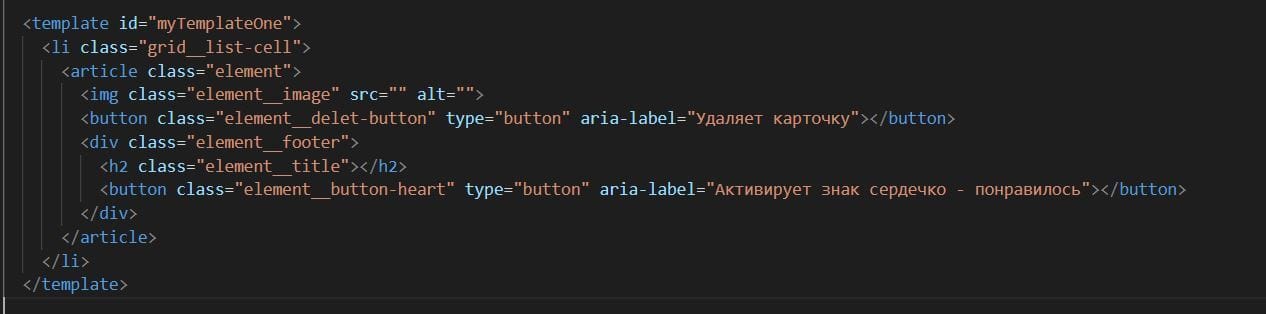 <template id="myTemplateOne">
<li class="grid__list-cell">
<article class="element">
<img class="element__image" src="" alt="">
<button class="element__delet-button" type="button" aria-label="Удаляет карточку"></button>
<div class="element__footer">
<h2 class="element__title"></h2>
<button class="element__button-heart" type="button" aria-label="Активирует знак сердечко - понравилось"></button>
</div>
</article>
</li>
</template>